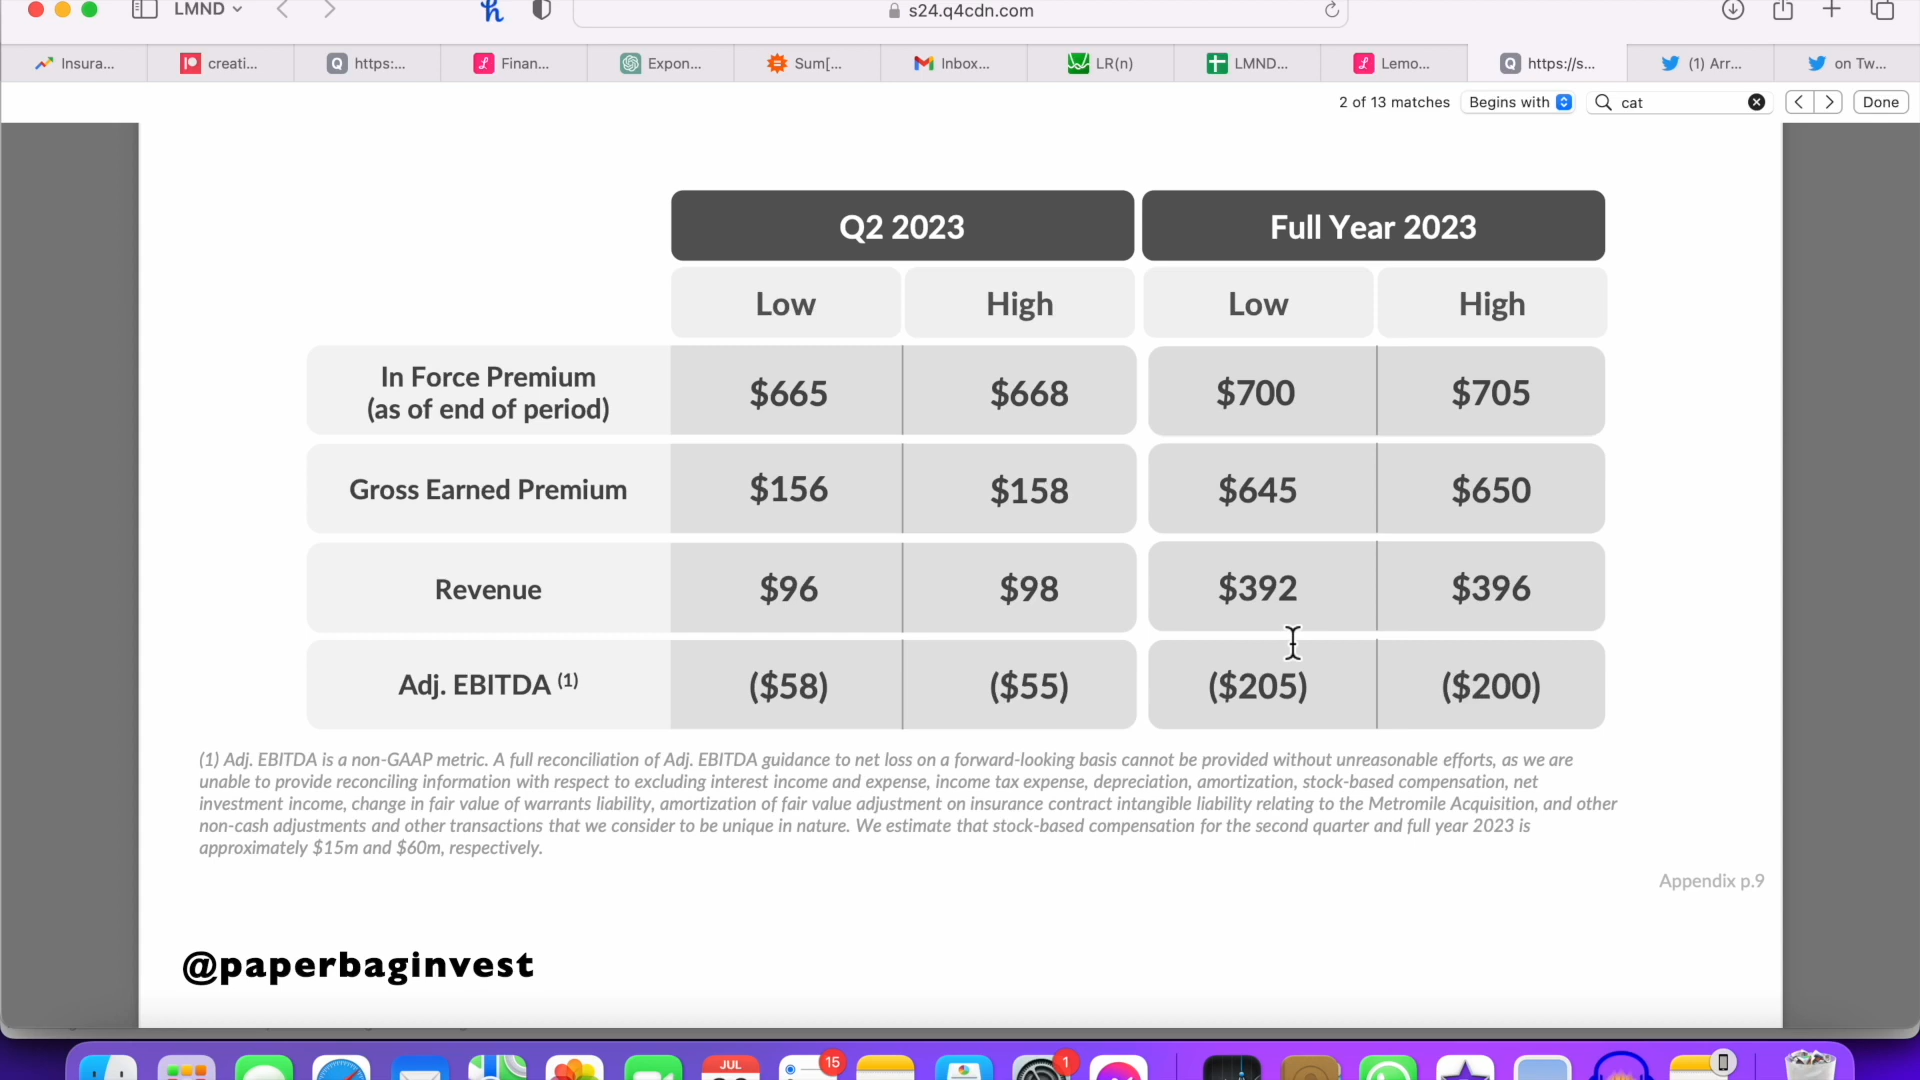 LMND
s24.q4cdn.com
Insura...
creati...
https:...
Finan...
Expon...
Sum[...
Inbox...
LR(n)
LMND...
Lemo...
https://s...
(1) Arr...
on Tw...
2 of 13 matches
Begins with
cat
Done
Q2 2023
Full Year 2023
Low
High
Low
High
In Force Premium
(as of end of period)
$665
$668
$700
$705
Gross Earned Premium
$156
$158
$645
$650
Revenue
$96
$98
$392
$396
Adj. EBITDA (1)
($58)
($55)
($205)
($200)
(1) Adj. EBITDA is a non-GAAP metric. A full reconciliation of Adj. EBITDA guidance to net loss on a forward-looking basis cannot be provided without unreasonable efforts, as we are
unable to provide reconciling information with respect to excluding interest income and expense, income tax expense, depreciation, amortization, stock-based compensation, net
investment income, change in fair value of warrants liability, amortization of fair value adjustment on insurance contract intangible liability relating to the Metromile Acquisition, and other
non-cash adjustments and other transactions that we consider to be unique in nature. We estimate that stock-based compensation for the second quarter and full year 2023 is
approximately $15m and $60m, respectively.
Appendix p.9
@paperbaginvest
JUL
15
1